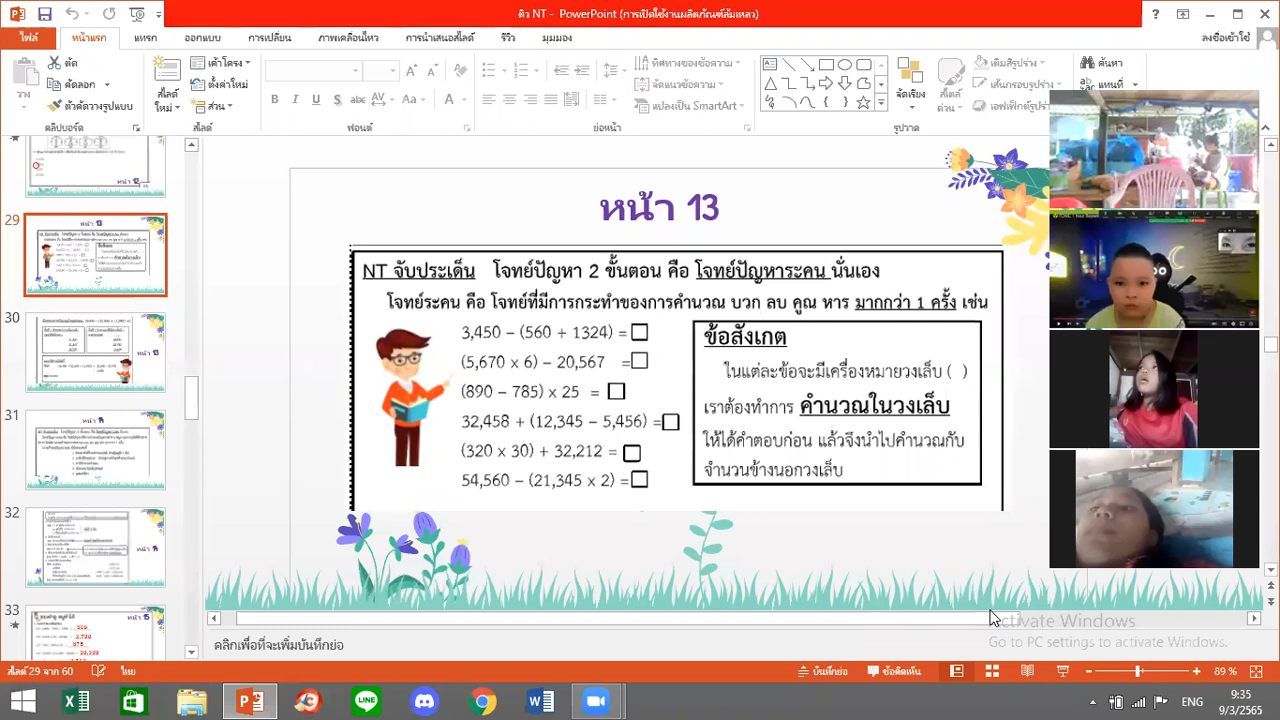 ติว NT - PowerPoint (การเปิดใช้งานผลิตภัณฑ์ล้มเหลว)
ไฟล์ หน้าแรก แทรก ออกแบบ การเปลี่ยน ภาพเคลื่อนไหว การนำเสนอสไลด์ รีวิว มุมมอง ลงชื่อเข้าใช้
ตัด
คัดลอก
ตัวคัดวางรูปแบบ
วาง
คลิปบอร์ด
สไลด์ใหม่
เค้าโครง
ตั้งค่าใหม่
ส่วน
สไลด์
ฟอนต์
ทิศทางของข้อความ
จัดแนวข้อความ
แปลงเป็น SmartArt
ย่อหน้า
จัดเรียง
สไตล์ด่วน
เติมสีรูปร่าง
เส้นกรอบรูปร่าง
เอฟเฟ็กต์รูปร่าง
รูปวาด
ค้นหา
แทนที่
29
30
31
32
33
หน้า 13
NT จับประเด็น โจทย์ปัญหา 2 ขั้นตอน คือ โจทย์ปัญหาระคน นั่นเอง
โจทย์ระคน คือ โจทย์ที่มีการกระทำของการคำนวณ บวก ลบ คูณ หาร มากกว่า 1 ครั้ง เช่น
3,450 – (560 + 1324) = □
(5,670 x 6) – 20,567 = □
(890 – 785) x 25 = □
32,458 + (12,345 – 5,456) = □
(320 x 30) + 32,212 = □
54,560 – (21,345 x 2) = □
ข้อสังเกต
ในแต่ละข้อจะมีเครื่องหมายวงเล็บ ( )
เราต้องทำการ คำนวณในวงเล็บ
ให้ได้คำตอบก่อน แล้วจึงนำไปคำนวณกับ
จำนวนข้างนอกวงเล็บ
Activate Windows
Go to PC settings to activate Windows.
คลิกเพื่อเพิ่มบันทึกย่อ
สไลด์ 29 จาก 60 ไทย บันทึกย่อ ข้อคิดเห็น 89 %
LINE
ENG
9:35
9/3/2565